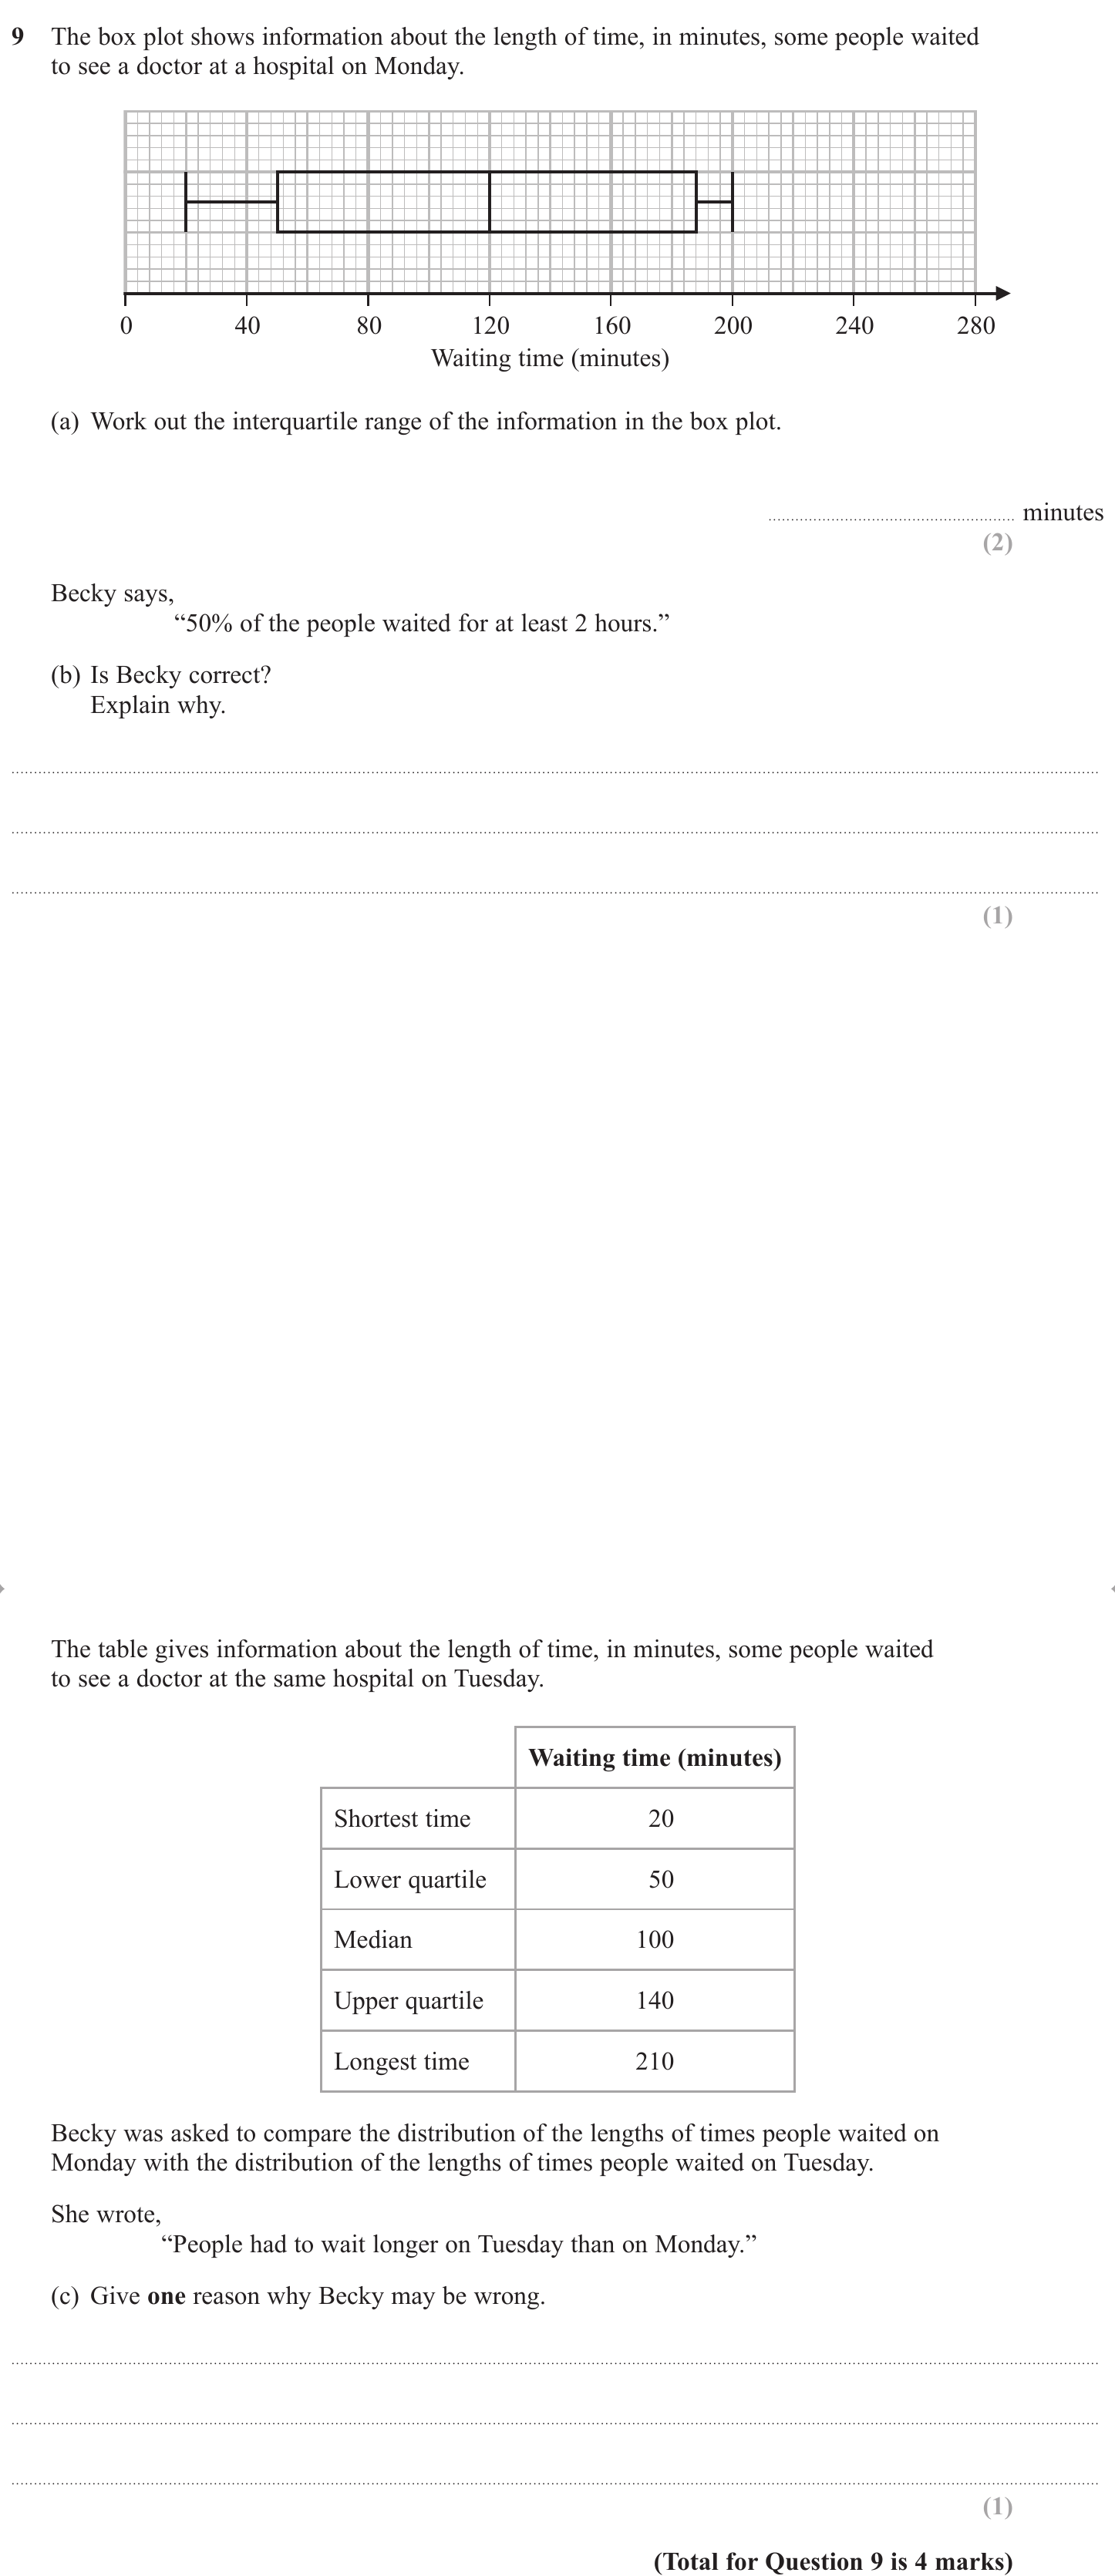 9 The box plot shows information about the length of time, in minutes, some people waited
to see a doctor at a hospital on Monday.
0 40 80 120 160 200 240 280
Waiting time (minutes)
(a) Work out the interquartile range of the information in the box plot.
minutes
(2)
Becky says,
“50% of the people waited for at least 2 hours.”
(b) Is Becky correct?
Explain why.
(1)
The table gives information about the length of time, in minutes, some people waited
to see a doctor at the same hospital on Tuesday.
Waiting time (minutes)
Shortest time 20
Lower quartile 50
Median 100
Upper quartile 140
Longest time 210
Becky was asked to compare the distribution of the lengths of times people waited on
Monday with the distribution of the lengths of times people waited on Tuesday.
She wrote,
“People had to wait longer on Tuesday than on Monday.”
(c) Give one reason why Becky may be wrong.
(1)
(Total for Question 9 is 4 marks)